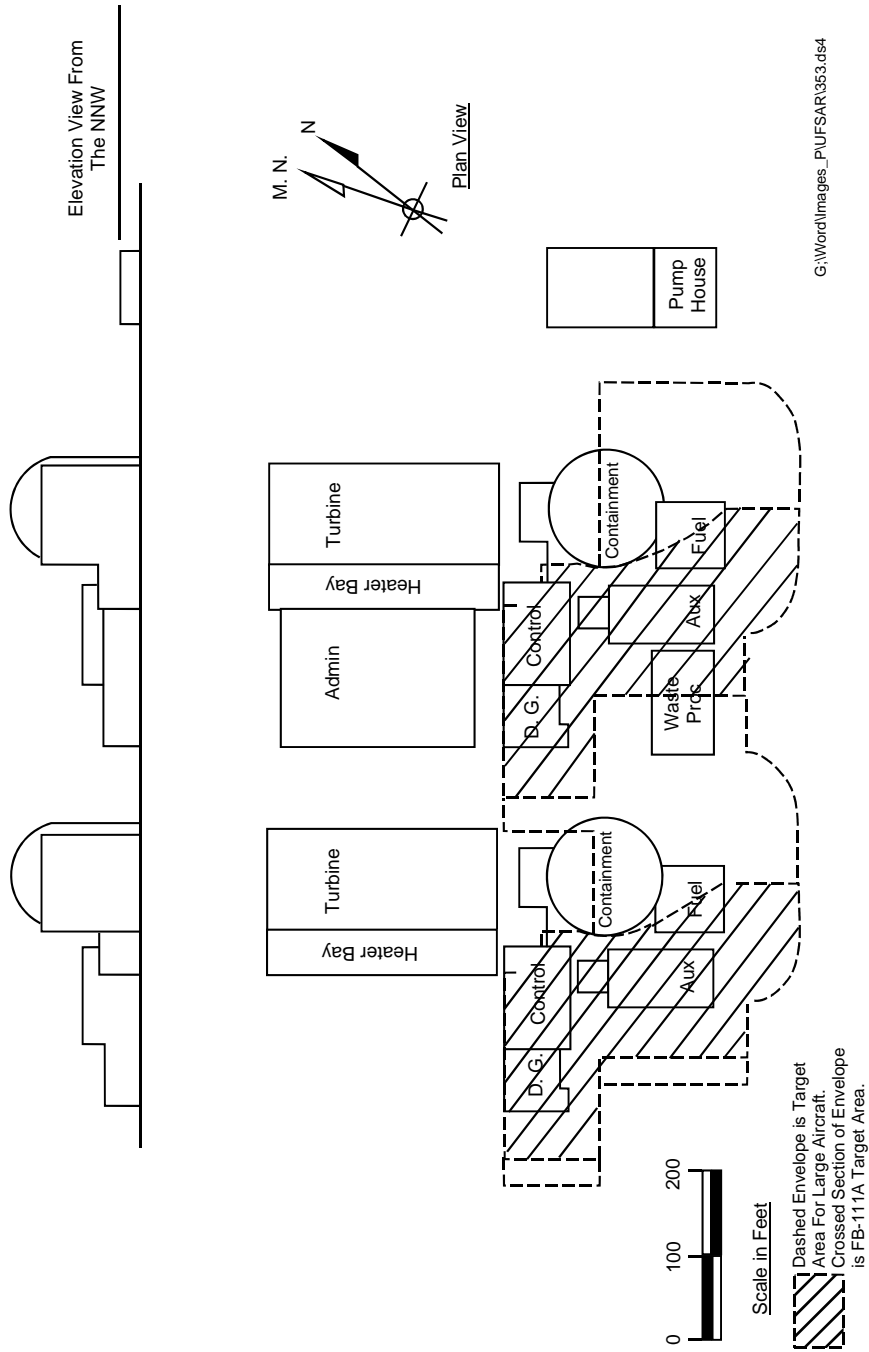 Elevation View From
The NNW
M. N.
N
Plan View
Turbine
Heater Bay
Admin
Turbine
Heater Bay
Pump
House
Containment
Fuel
Control
Aux
D. G.
Waste
Proc
Containment
Fuel
Control
Aux
D. G.
0 100 200
Scale in Feet
Dashed Envelope is Target
Area For Large Aircraft.
Crossed Section of Envelope
is FB-111A Target Area.
G:\Word\Images_P\UFSAR\353.ds4